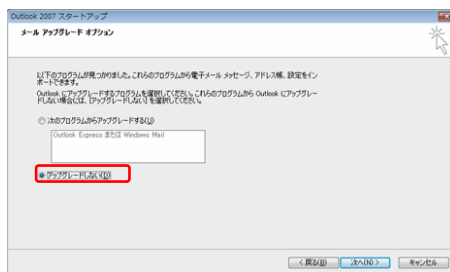 Outlook 2007 スタートアップ
メール アップグレード オプション
以下のプログラムが見つかりました。これらのプログラムから電子メール メッセージ、アドレス帳、設定をイン
ポートできます。
Outlook にアップグレードするプログラムを選択してください。これらのプログラムから Outlook にアップグレー
ドしない場合には、[アップグレードしない] を選択してください。
次のプログラムからアップグレードする(U)
Outlook Express または Windows Mail
アップグレードしない(D)
< 戻る(B) 次へ(N) > キャンセル